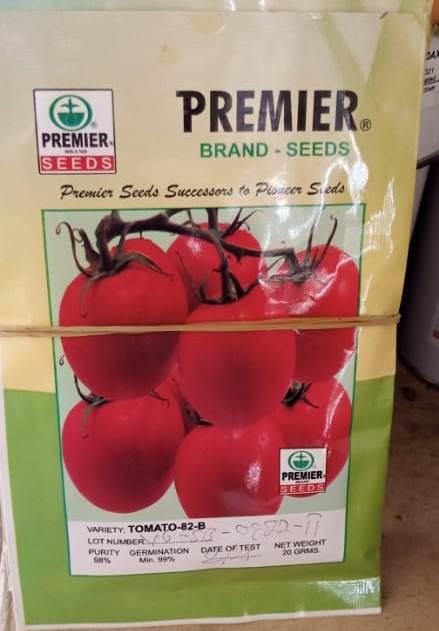 PREMIER®
BRAND - SEEDS
PREMIER®
BRAND
SEEDS
Premier Seeds Successors to Pioneer Seeds
PREMIER
SEEDS
VARIETY: TOMATO-82-B
LOT NUMBER
PURITY GERMINATION DATE OF TEST NET WEIGHT
98% Min. 99% 20 GRMS.